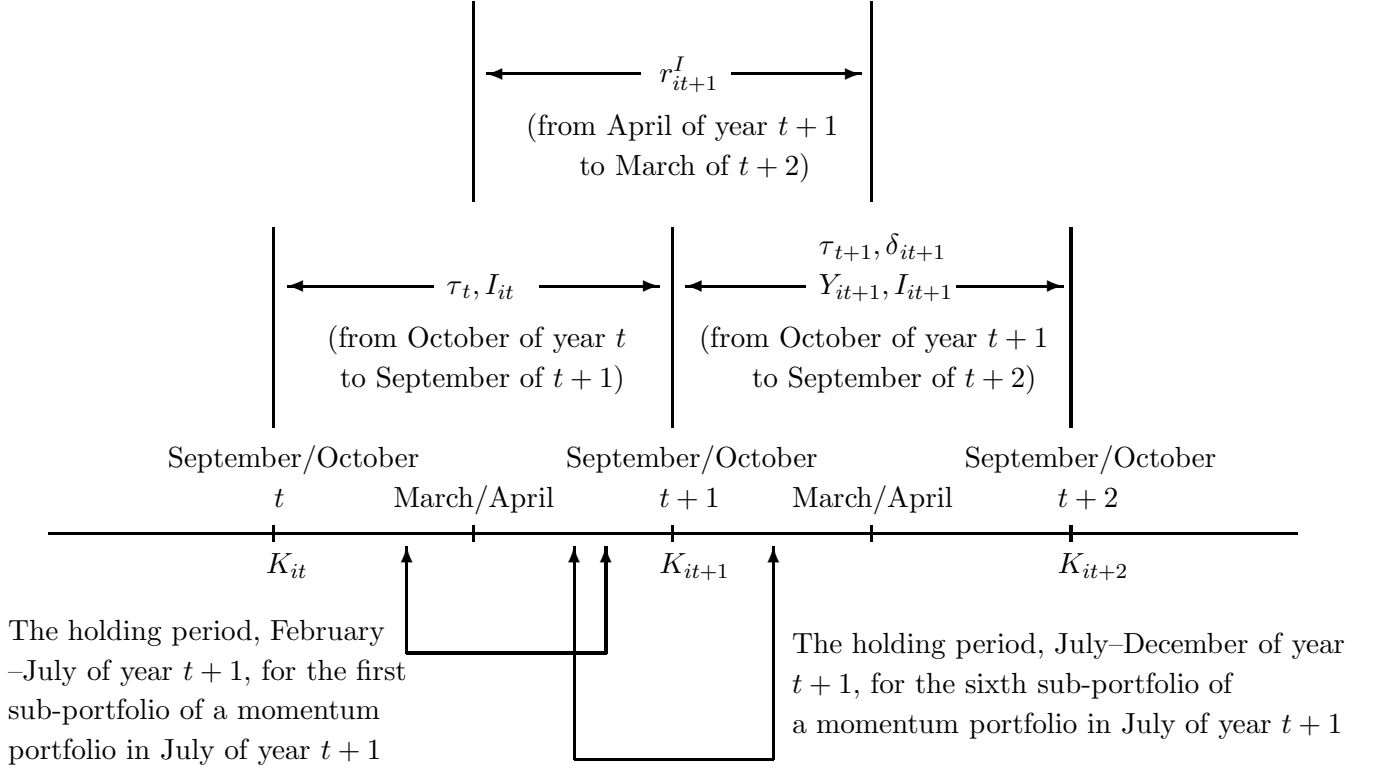 r^I_{it+1}
(from April of year t + 1
to March of t + 2)
τ_{t+1}, δ_{it+1}
τ_t, I_{it}
Y_{it+1}, I_{it+1}
(from October of year t
to September of t + 1)
(from October of year t + 1
to September of t + 2)
September/October
t
March/April
September/October
t + 1
March/April
September/October
t + 2
K_{it}
K_{it+1}
K_{it+2}
The holding period, February
–July of year t + 1, for the first
sub-portfolio of a momentum
portfolio in July of year t + 1
The holding period, July–December of year
t + 1, for the sixth sub-portfolio of
a momentum portfolio in July of year t + 1